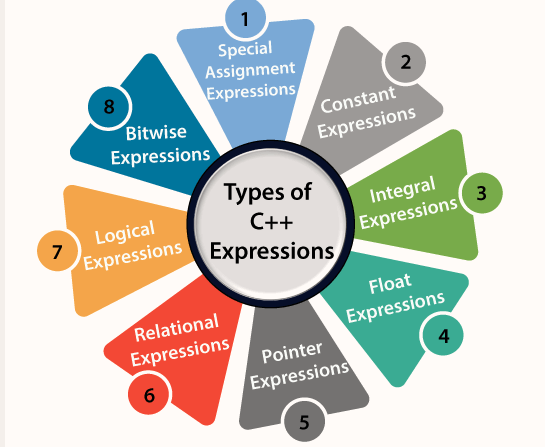 Types of
C++
Expressions
1
Special
Assignment
Expressions
2
Constant
Expressions
3
Integral
Expressions
4
Float
Expressions
5
Pointer
Expressions
6
Relational
Expressions
7
Logical
Expressions
8
Bitwise
Expressions